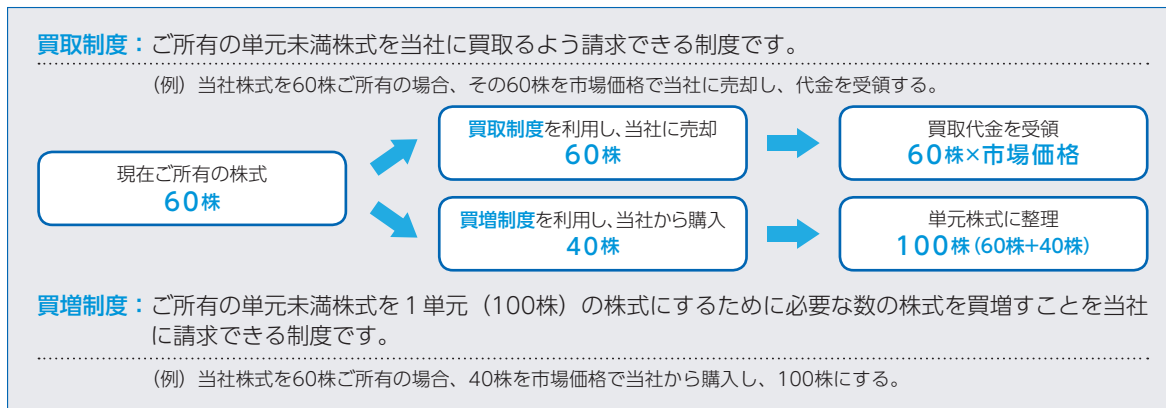 買取制度：ご所有の単元未満株式を当社に買取るよう請求できる制度です。
（例）当社株式を60株ご所有の場合、その60株を市場価格で当社に売却し、代金を受領する。
現在ご所有の株式
60株
買取制度を利用し、当社に売却
60株
買取代金を受領
60株×市場価格
買増制度を利用し、当社から購入
40株
単元株式に整理
100株（60株+40株）
買増制度：ご所有の単元未満株式を１単元（100株）の株式にするために必要な数の株式を買増すことを当社
に請求できる制度です。
（例）当社株式を60株ご所有の場合、40株を市場価格で当社から購入し、100株にする。